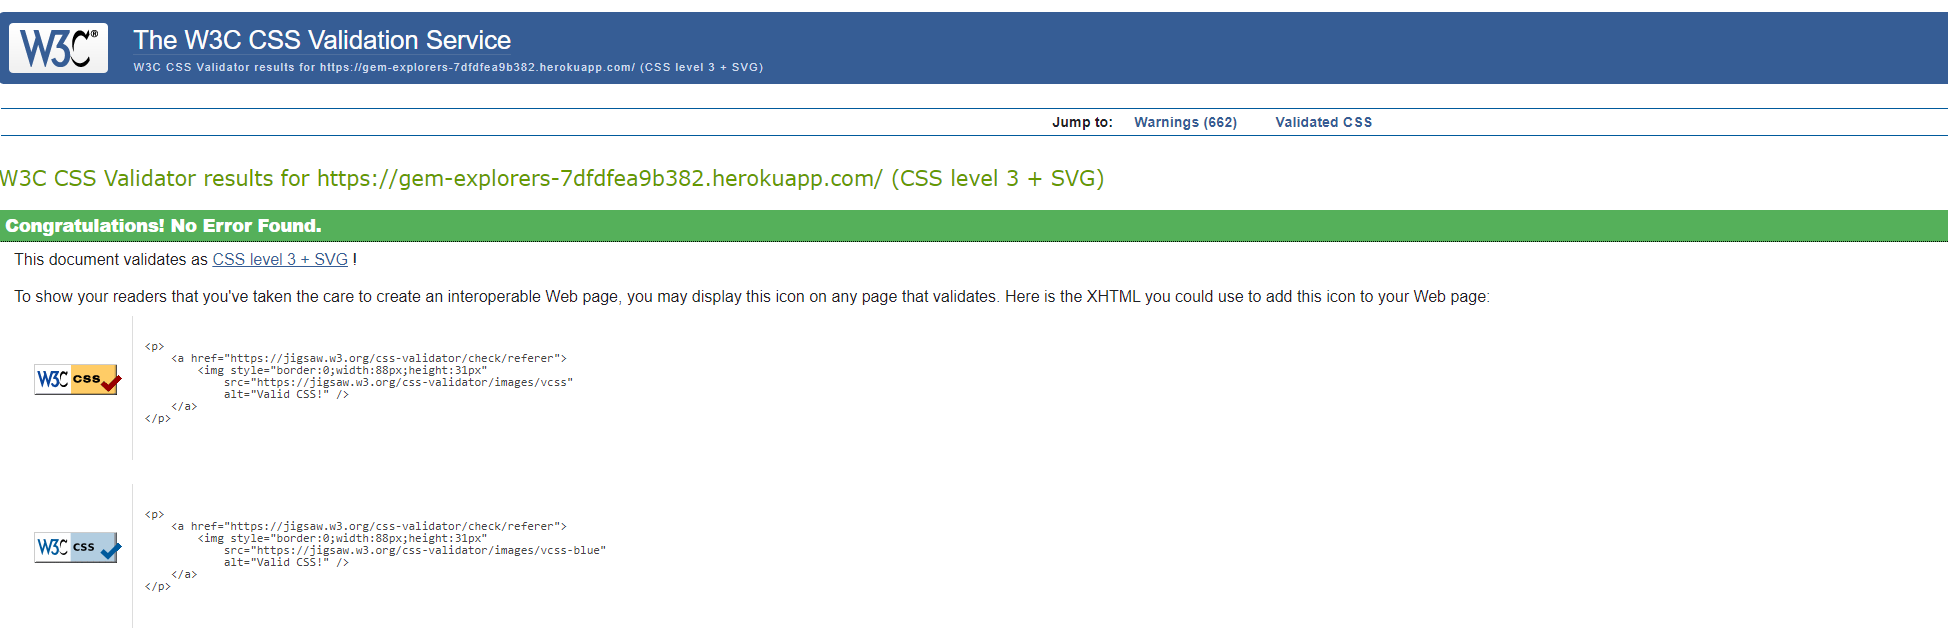 W3C®
The W3C CSS Validation Service
W3C CSS Validator results for https://gem-explorers-7dfdfea9b382.herokuapp.com/ (CSS level 3 + SVG)
Jump to: Warnings (662) Validated CSS
W3C CSS Validator results for https://gem-explorers-7dfdfea9b382.herokuapp.com/ (CSS level 3 + SVG)
Congratulations! No Error Found.
This document validates as CSS level 3 + SVG !
To show your readers that you've taken the care to create an interoperable Web page, you may display this icon on any page that validates. Here is the XHTML you could use to add this icon to your Web page:
W3C css
<p>
    <a href="https://jigsaw.w3.org/css-validator/check/referer">
        <img style="border:0;width:88px;height:31px"
            src="https://jigsaw.w3.org/css-validator/images/vcss"
            alt="Valid CSS!" />
    </a>
</p>
W3C css
<p>
    <a href="https://jigsaw.w3.org/css-validator/check/referer">
        <img style="border:0;width:88px;height:31px"
            src="https://jigsaw.w3.org/css-validator/images/vcss-blue"
            alt="Valid CSS!" />
    </a>
</p>